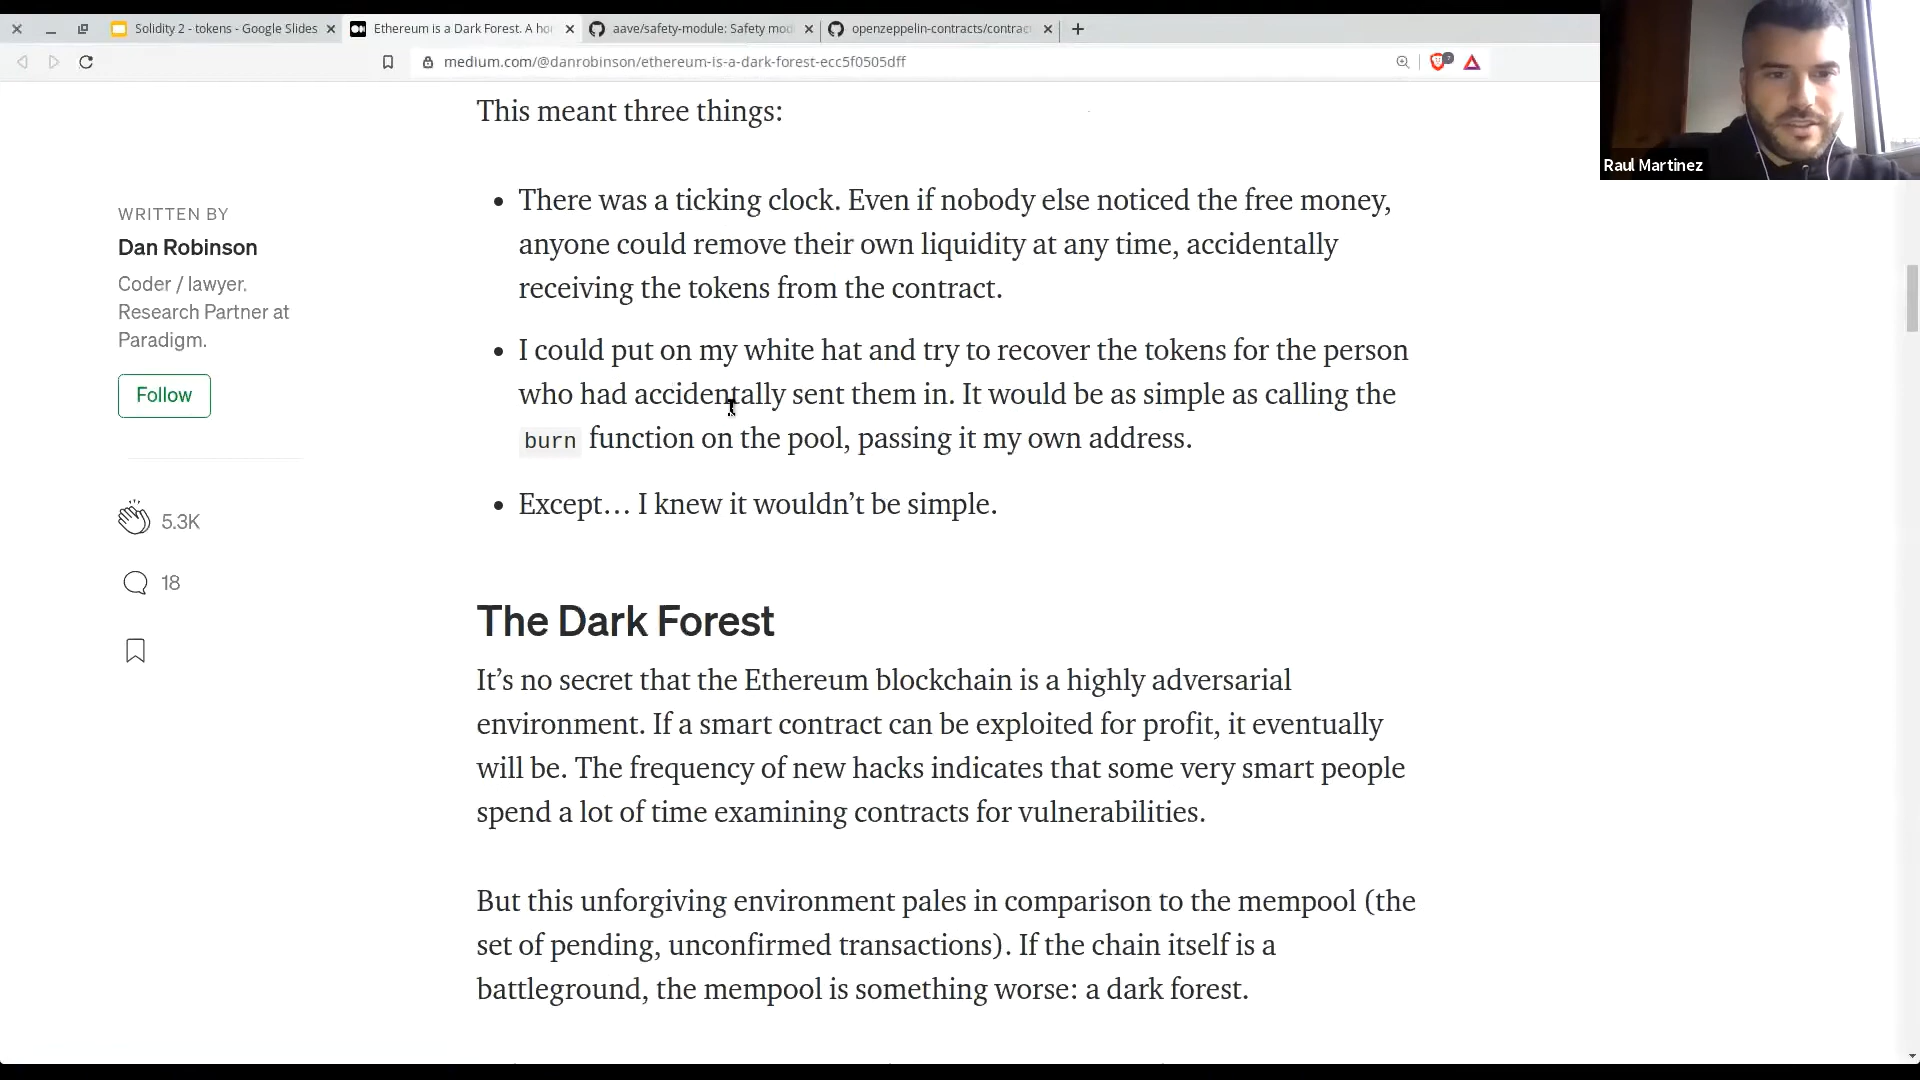 Solidity 2 - tokens - Google Slides
Ethereum is a Dark Forest. A ho
aave/safety-module: Safety mod
openzeppelin-contracts/contrac
medium.com/@danrobinson/ethereum-is-a-dark-forest-ecc5f0505dff
Raul Martinez
This meant three things:
• There was a ticking clock. Even if nobody else noticed the free money,
anyone could remove their own liquidity at any time, accidentally
receiving the tokens from the contract.
• I could put on my white hat and try to recover the tokens for the person
who had accidentally sent them in. It would be as simple as calling the
burn function on the pool, passing it my own address.
• Except… I knew it wouldn’t be simple.
WRITTEN BY
Dan Robinson
Coder / lawyer.
Research Partner at
Paradigm.
Follow
5.3K
18
The Dark Forest
It’s no secret that the Ethereum blockchain is a highly adversarial
environment. If a smart contract can be exploited for profit, it eventually
will be. The frequency of new hacks indicates that some very smart people
spend a lot of time examining contracts for vulnerabilities.
But this unforgiving environment pales in comparison to the mempool (the
set of pending, unconfirmed transactions). If the chain itself is a
battleground, the mempool is something worse: a dark forest.